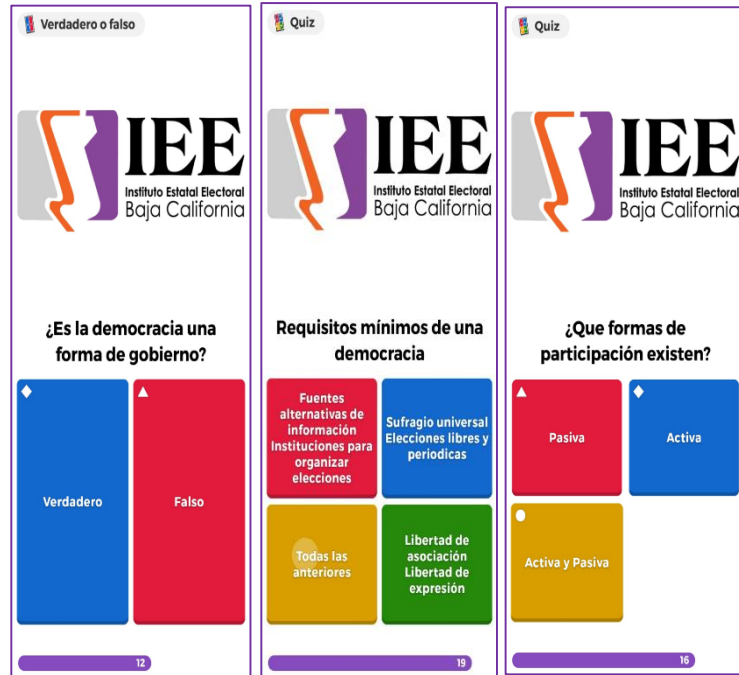 Verdadero o falso
IEE
Instituto Estatal Electoral
Baja California
¿Es la democracia una
forma de gobierno?
Verdadero
Falso
12
Quiz
IEE
Instituto Estatal Electoral
Baja California
Requisitos mínimos de una
democracia
Fuentes
alternativas de
información
Instituciones para
organizar
elecciones
Sufragio universal
Elecciones libres y
periodicas
Todas las
anteriores
Libertad de
asociación
Libertad de
expresión
19
Quiz
IEE
Instituto Estatal Electoral
Baja California
¿Que formas de
participación existen?
Pasiva
Activa
Activa y Pasiva
16